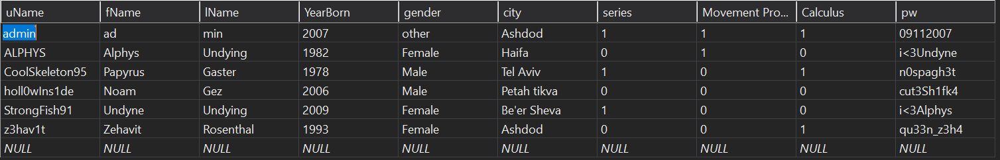 uName fName lName YearBorn gender city series Movement Pro... Calculus pw
admin ad min 2007 other Ashdod 1 1 1 09112007
ALPHYS Alphys Undying 1982 Female Haifa 0 1 0 i<3Undyne
CoolSkeleton95 Papyrus Gaster 1978 Male Tel Aviv 1 0 1 n0spagh3t
holl0wIns1de Noam Gez 2006 Male Petah tikva 0 0 0 cut3Sh1fk4
StrongFish91 Undyne Undying 2009 Female Be'er Sheva 1 0 0 i<3Alphys
z3hav1t Zehavit Rosenthal 1993 Female Ashdod 0 0 1 qu33n_z3h4
NULL NULL NULL NULL NULL NULL NULL NULL NULL NULL